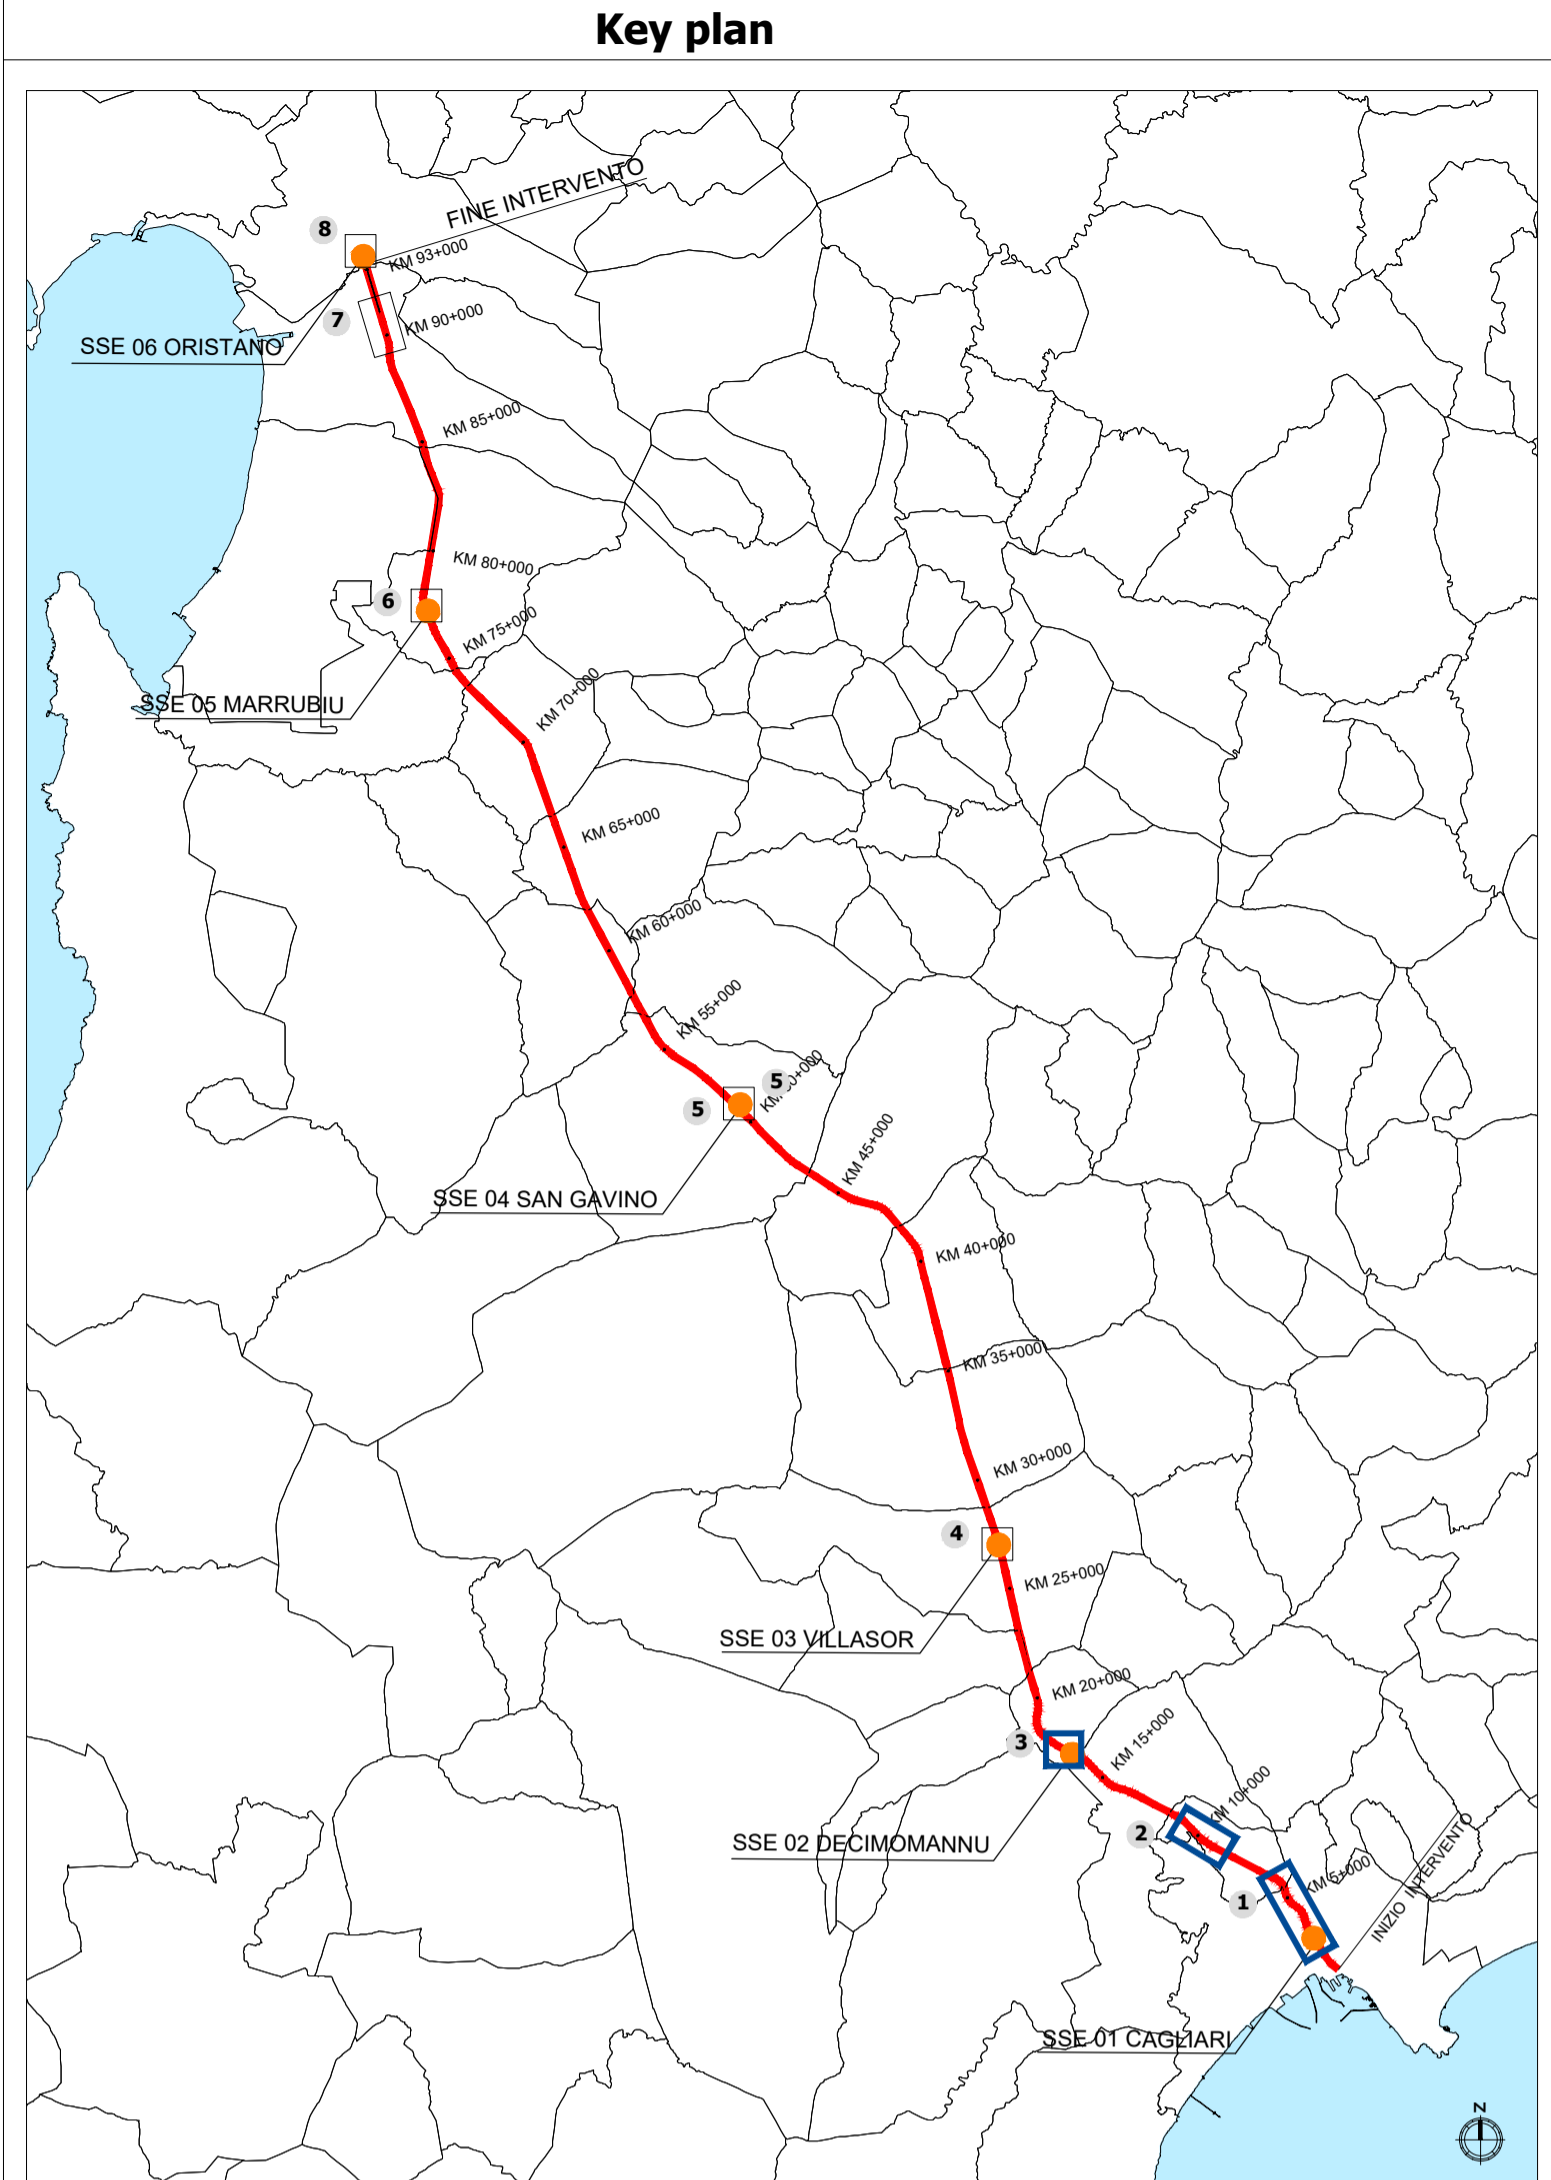 Key plan
FINE INTERVENTO
8
KM 93+000
7
KM 90+000
SSE 06 ORISTANO
KM 85+000
KM 80+000
6
KM 75+000
SSE 05 MARRUBIU
KM 70+000
KM 65+000
KM 60+000
KM 55+000
5
5
KM 0+000
KM 45+000
SSE 04 SAN GAVINO
KM 40+000
KM 35+000
KM 30+000
4
KM 25+000
SSE 03 VILLASOR
KM 20+000
3
KM 15+000
KM 10+000
2
SSE 02 DECIMOMANNU
KM 5+000
1
INIZIO INTERVENTO
SSE 01 CAGLIARI
N